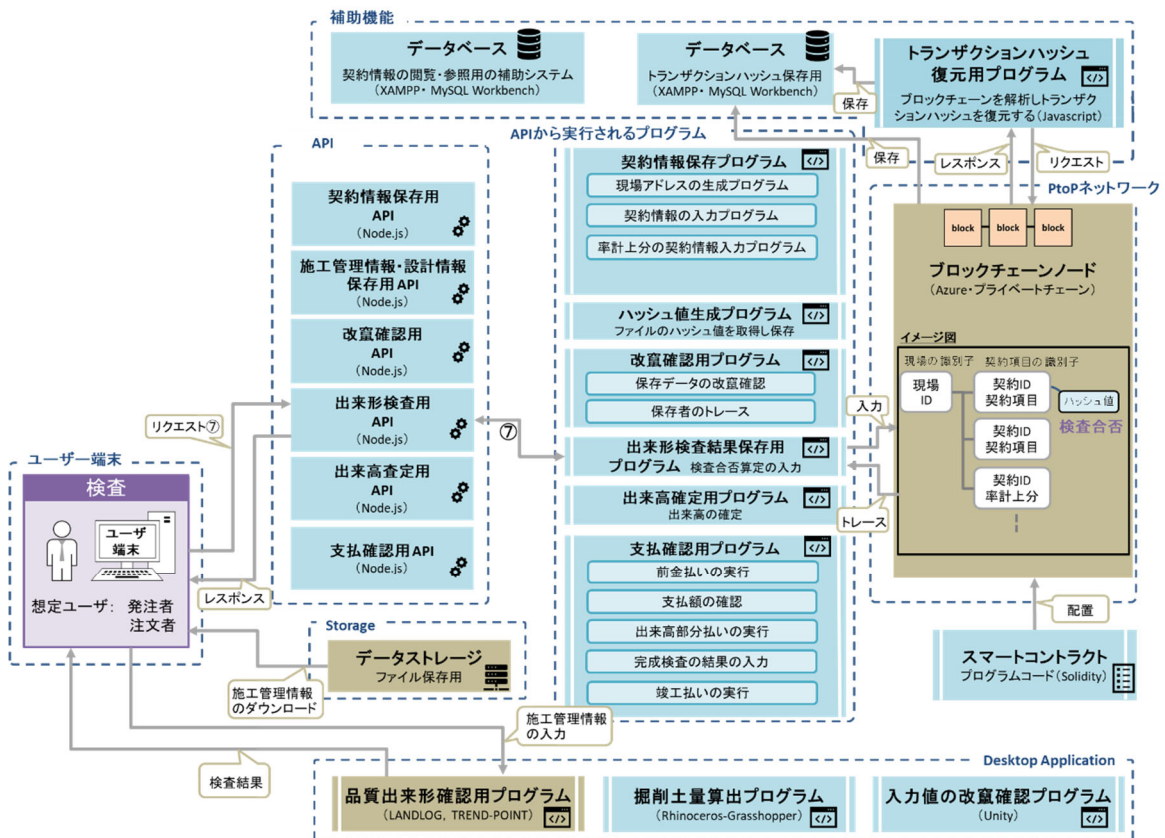 補助機能
データベース
契約情報の閲覧・参照用の補助システム
（XAMPP・ MySQL Workbench）
データベース
トランザクションハッシュ保存用
（XAMPP・ MySQL Workbench）
トランザクションハッシュ
復元用プログラム
ブロックチェーンを解析しトランザク
ションハッシュを復元する（Javascript）
保存
保存
レスポンス
リクエスト
API
契約情報保存用
API
（Node.js）
施工管理情報・設計情報
保存用API
（Node.js）
改竄確認用
API
（Node.js）
出来形検査用
API
（Node.js）
出来高査定用
API
（Node.js）
支払確認用API
（Node.js）
APIから実行されるプログラム
契約情報保存プログラム
現場アドレスの生成プログラム
契約情報の入力プログラム
率計上分の契約情報入力プログラム
ハッシュ値生成プログラム
ファイルのハッシュ値を取得し保存
改竄確認用プログラム
保存データの改竄確認
保存者のトレース
出来形検査結果保存用
プログラム 検査合否算定の入力
出来高確定用プログラム
出来高の確定
支払確認用プログラム
前金払いの実行
支払額の確認
出来高部分払いの実行
完成検査の結果の入力
竣工払いの実行
PtoPネットワーク
block
block
block
ブロックチェーンノード
（Azure・プライベートチェーン）
イメージ図
現場の識別子 契約項目の識別子
現場
ID
契約ID
契約項目
ハッシュ値
検査合否
契約ID
契約項目
契約ID
率計上分
入力
トレース
配置
スマートコントラクト
プログラムコード（Solidity）
リクエスト⑦
⑦
ユーザー端末
検査
ユーザ
端末
想定ユーザ： 発注者
注文者
レスポンス
Storage
データストレージ
ファイル保存用
施工管理情報
のダウンロード
施工管理情報
の入力
検査結果
Desktop Application
品質出来形確認用プログラム
（LANDLOG, TREND-POINT）
掘削土量算出プログラム
（Rhinoceros-Grasshopper）
入力値の改竄確認プログラム
（Unity）